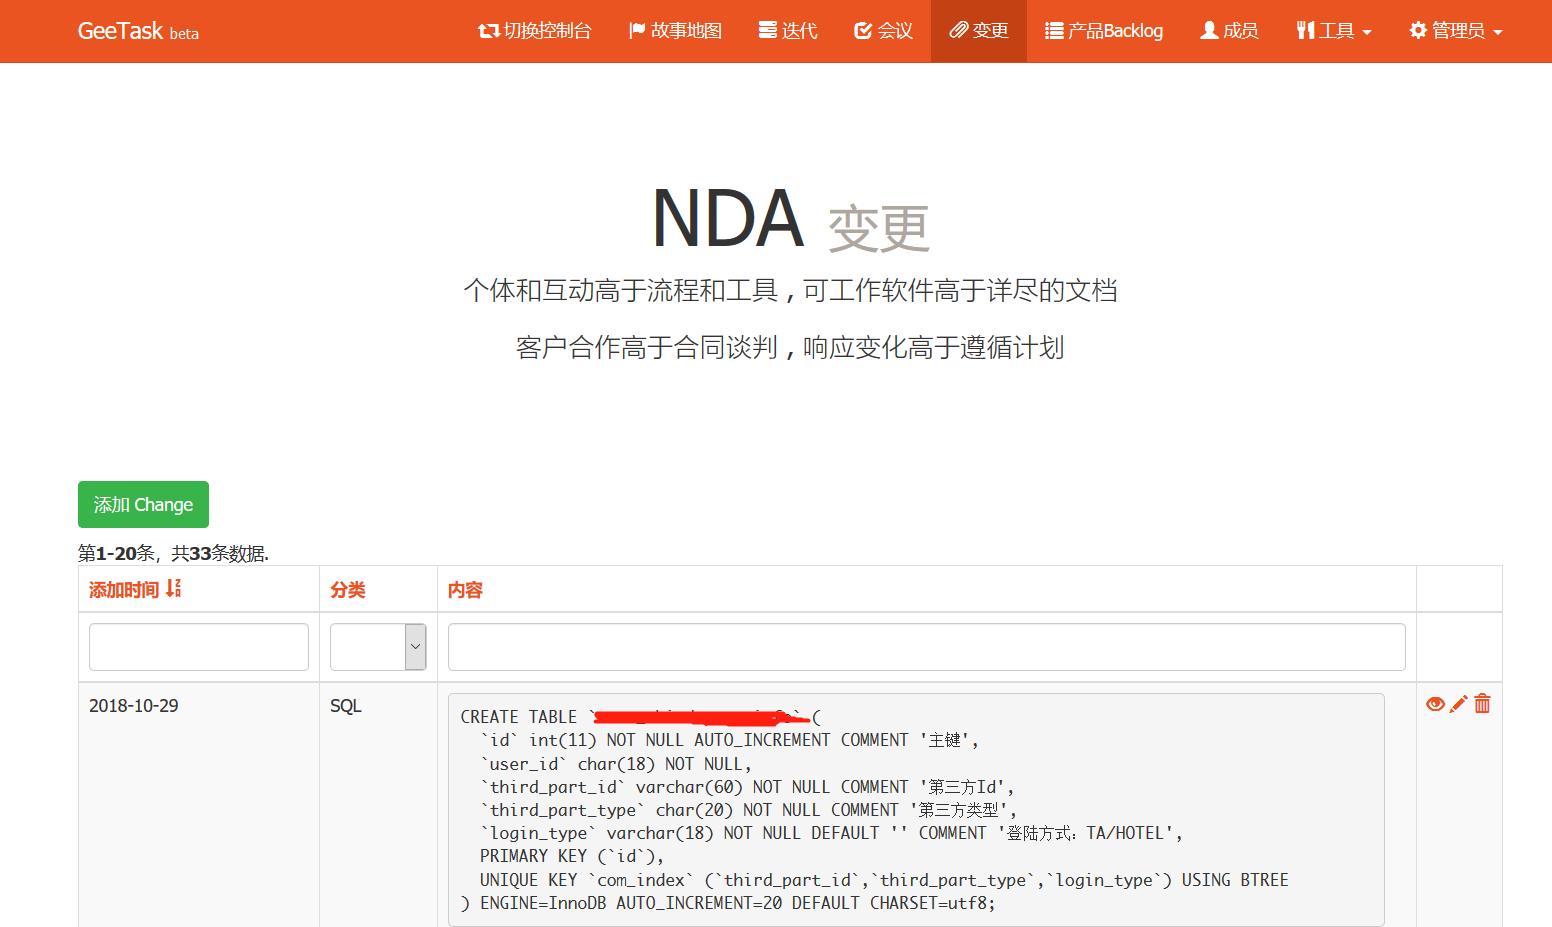 GeeTask beta 切换控制台 故事地图 迭代 会议 变更 产品Backlog 成员 工具 管理员
NDA 变更
个体和互动高于流程和工具，可工作软件高于详尽的文档
客户合作高于合同谈判，响应变化高于遵循计划
添加 Change
第1-20条，共33条数据.
添加时间 分类 内容
2018-10-29 SQL
CREATE TABLE ` ` (
`id` int(11) NOT NULL AUTO_INCREMENT COMMENT '主键',
`user_id` char(18) NOT NULL,
`third_part_id` varchar(60) NOT NULL COMMENT '第三方Id',
`third_part_type` char(20) NOT NULL COMMENT '第三方类型',
`login_type` varchar(18) NOT NULL DEFAULT '' COMMENT '登陆方式：TA/HOTEL',
PRIMARY KEY (`id`),
UNIQUE KEY `com_index` (`third_part_id`,`third_part_type`,`login_type`) USING BTREE
) ENGINE=InnoDB AUTO_INCREMENT=20 DEFAULT CHARSET=utf8;